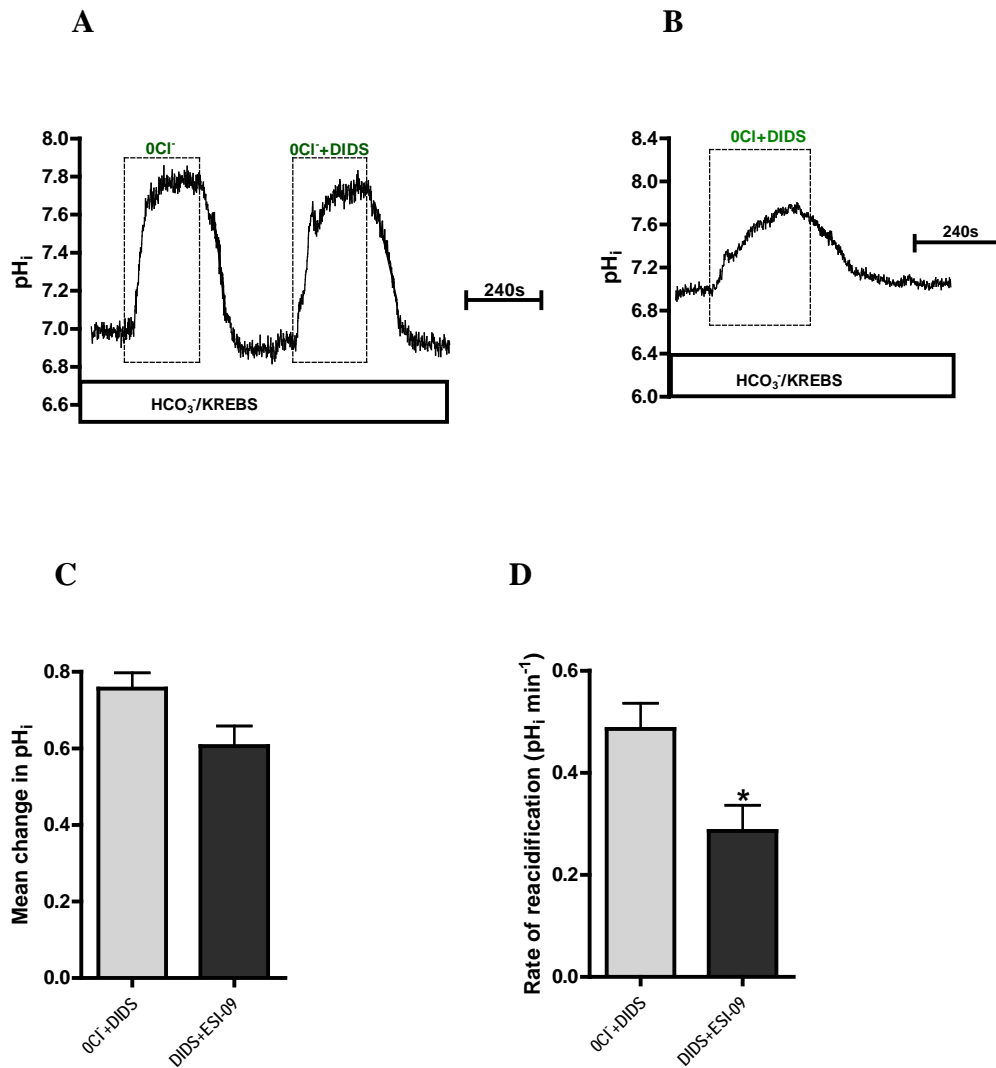 A
B
8.0
7.8
7.6
7.4
7.2
7.0
6.8
6.6
pHi
0Cl-
0Cl-+DIDS
240s
HCO3-/KREBS
8.4
8.0
7.6
7.2
6.8
6.4
6.0
pHi
0Cl+DIDS
240s
HCO3-/KREBS
C
D
0.8
0.6
0.4
0.2
0.0
Mean change in pHi
0Cl-+DIDS
DIDS+ESI-09
0.6
0.4
0.2
0.0
Rate of reacidification (pHi min-1)
*
0Cl-+DIDS
DIDS+ESI-09